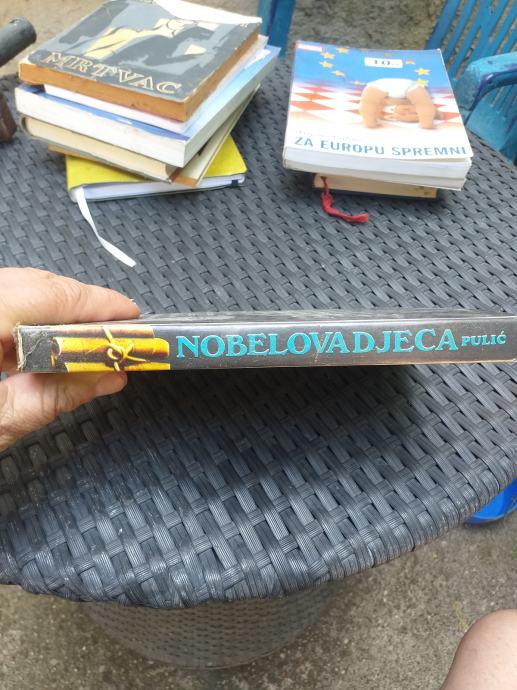 MRTVAC
10.
ZA EUROPU SPREMNI
NOBELOVA DJECA PULIĆ